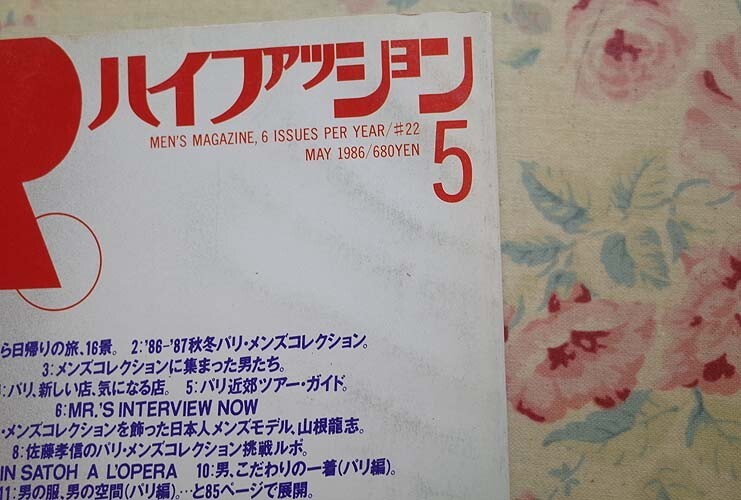 R
ハイファッション
MEN'S MAGAZINE, 6 ISSUES PER YEAR/#22
MAY 1986/680YEN
5
ら日帰りの旅、16景。 2:'86-'87秋冬パリ・メンズコレクション。
3:メンズコレクションに集まった男たち。
:パリ、新しい店、気になる店。 5:パリ近郊ツアー・ガイド。
6:MR.'S INTERVIEW NOW
・メンズコレクションを飾った日本人メンズモデル、山根龍志。
8:佐藤孝信のパリ・メンズコレクション挑戦ルポ。
IN SATOH A L'OPERA 10:男、こだわりの一着(パリ編)。
11:男の服、男の空間(パリ編)。…と85ページで展開。